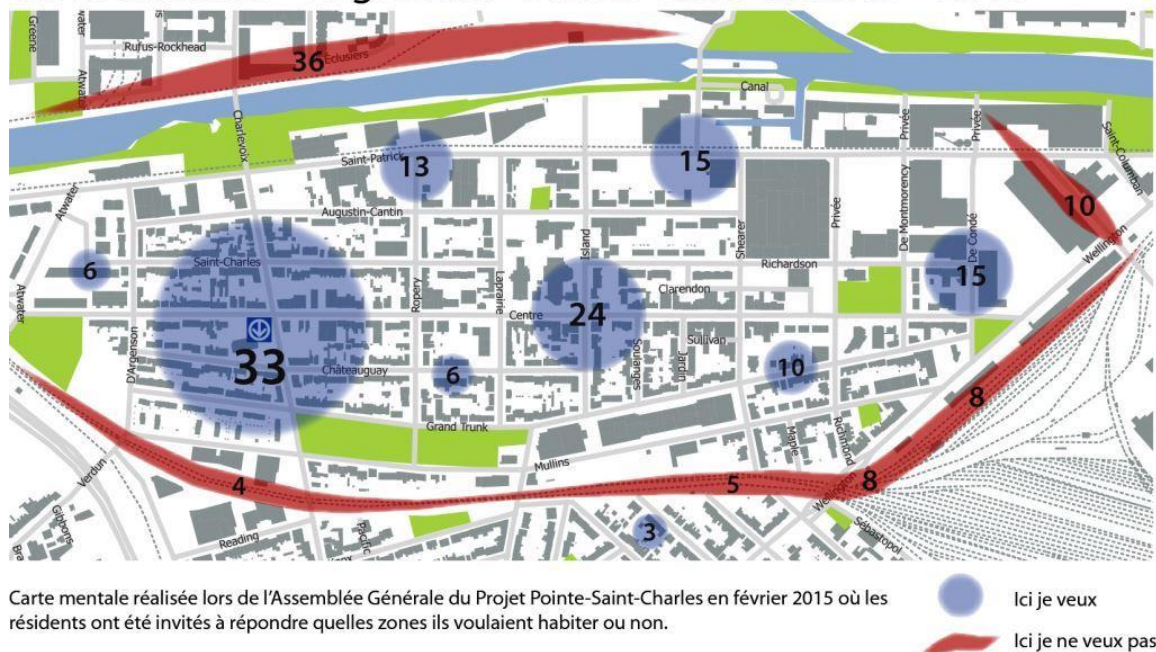 Greene
Atwater
Rufus-Rockhead
Éclusiers
36
Atwater
Charlevoix
Canal
Privée
Privée
Saint-Columban
Saint-Patrick
13
15
Atwater
Augustin-Cantin
10
Wellington
6
Saint-Charles
Ropery
Laprairie
Island
Shearer
Richardson
Privée
De Montmorency
De Condé
15
Atwater
D'Argenson
33
Centre
24
Clarendon
Châteauguay
6
Soulanges
Jardin
Sullivan
10
8
Grand Trunk
Mullins
Maple
Richmond
Verdun
4
5
Wellington
8
Gibbons
Reading
Pacific
3
Sébastopol
Carte mentale réalisée lors de l'Assemblée Générale du Projet Pointe-Saint-Charles en février 2015 où les
résidents ont été invités à répondre quelles zones ils voulaient habiter ou non.
Ici je veux
Ici je ne veux pas